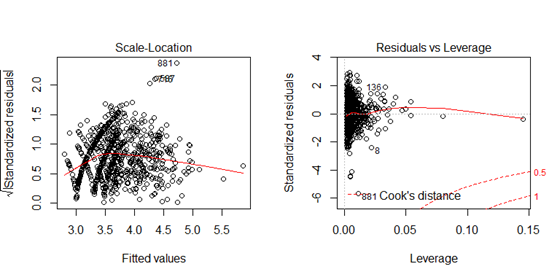 Scale-Location
√|Standardized residuals|
0.0 0.5 1.0 1.5 2.0
881
3.0 3.5 4.0 4.5 5.0 5.5
Fitted values
Residuals vs Leverage
Standardized residuals
-6 -4 -2 0 2 4
136
8
881
Cook's distance
0.5
1
0.00 0.05 0.10 0.15
Leverage